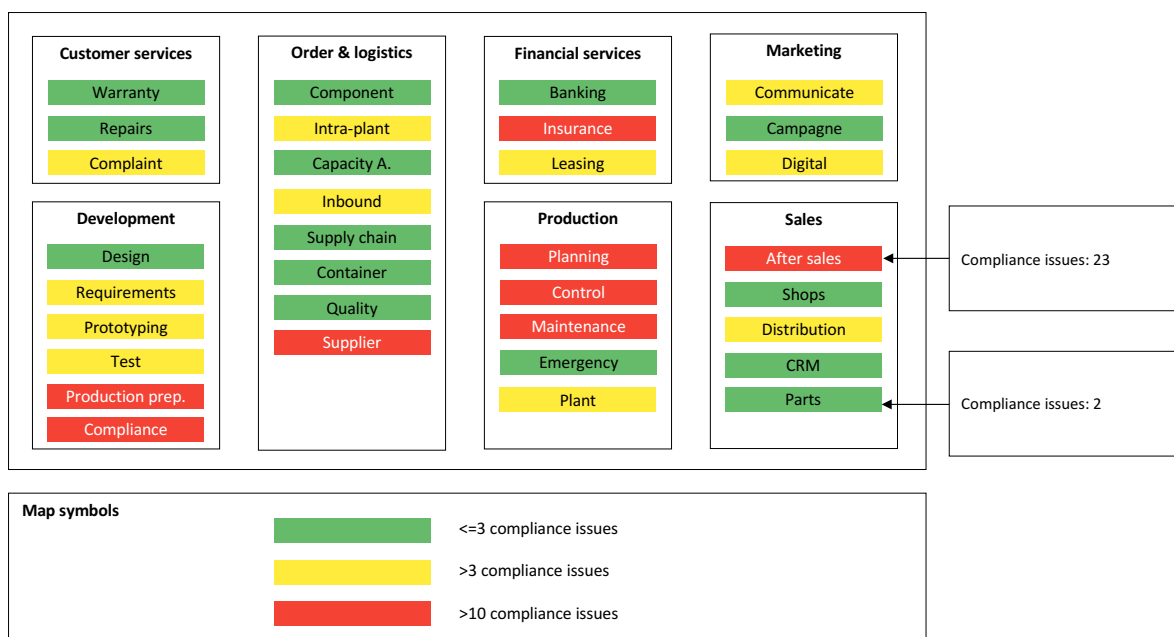 Customer services
Warranty
Repairs
Complaint
Order & logistics
Component
Intra-plant
Capacity A.
Inbound
Supply chain
Container
Quality
Supplier
Financial services
Banking
Insurance
Leasing
Marketing
Communicate
Campagne
Digital
Development
Design
Requirements
Prototyping
Test
Production prep.
Compliance
Production
Planning
Control
Maintenance
Emergency
Plant
Sales
After sales
Shops
Distribution
CRM
Parts
Compliance issues: 23
Compliance issues: 2
Map symbols
<=3 compliance issues
>3 compliance issues
>10 compliance issues